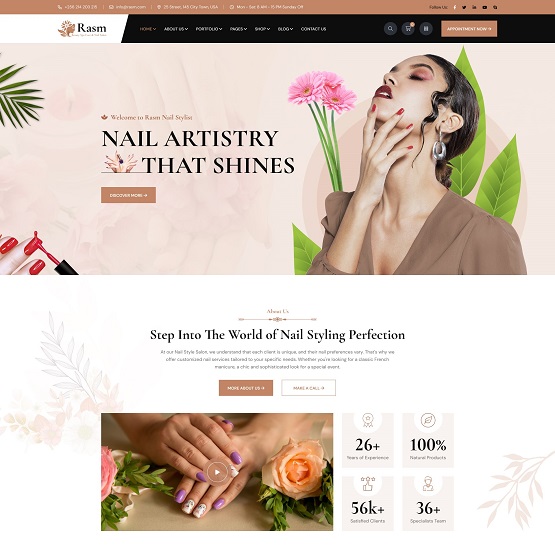 +208 214 203 215
info@rasm.com
25 Street, 145 City Town, USA
Mon - Sat: 8 AM - 15 PM Sunday Off
Follow Us:
Rasm
HOME
ABOUT US
PORTFOLIO
PAGES
SHOP
BLOG
CONTACT US
APPOINTMENT NOW
Welcome to Rasm Nail Stylist
NAIL ARTISTRY
THAT SHINES
DISCOVER MORE
About Us
Step Into The World of Nail Styling Perfection
At our Nail Style Salon, we understand that each client is unique, and their nail preferences vary. That's why we
offer customized nail services tailored to your specific needs. Whether you're looking for a classic French
manicure, a chic and sophisticated look for a special event.
MORE ABOUT US
MAKE A CALL
26+
Years of Experience
100%
Natural Products
56k+
Satisfied Clients
36+
Specialists Team